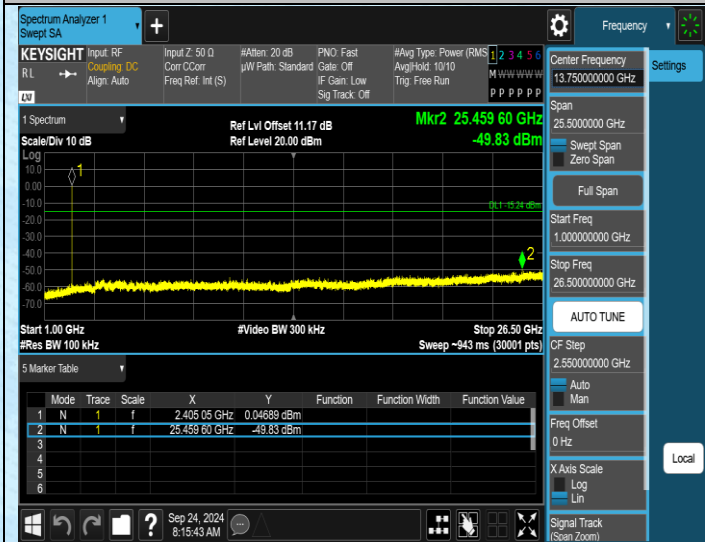 Spectrum Analyzer 1
Swept SA
+
Frequency
KEYSIGHT
RL
LXI
Input: RF
Coupling: DC
Align: Auto
Input Z: 50 Ω
Corr CCorr
Freq Ref: Int (S)
#Atten: 20 dB
µW Path: Standard
PNO: Fast
Gate: Off
IF Gain: Low
Sig Track: Off
#Avg Type: Power (RMS
Avg|Hold: 10/10
Trig: Free Run
1 2 3 4 5 6
M W W W W W
P P P P P P
1 Spectrum
Scale/Div 10 dB
Ref Lvl Offset 11.17 dB
Ref Level 20.00 dBm
Mkr2 25.459 60 GHz
-49.83 dBm
Log
10.0
0.00
-10.0
-20.0
-30.0
-40.0
-50.0
-60.0
-70.0
1
DL1 -15.24 dBm
2
Start 1.00 GHz
#Video BW 300 kHz
Stop 26.50 GHz
#Res BW 100 kHz
Sweep ~943 ms (30001 pts)
5 Marker Table
Mode Trace Scale X Y Function Function Width Function Value
1 N 1 f 2.405 05 GHz 0.04689 dBm
2 N 1 f 25.459 60 GHz -49.83 dBm
3
4
5
6
Sep 24, 2024
8:15:43 AM
?
Center Frequency
13.750000000 GHz
Settings
Span
25.5000000 GHz
Swept Span
Zero Span
Full Span
Start Freq
1.000000000 GHz
Stop Freq
26.500000000 GHz
AUTO TUNE
CF Step
2.550000000 GHz
Auto
Man
Freq Offset
0 Hz
X Axis Scale
Log
Lin
Local
Signal Track
(Span Zoom)